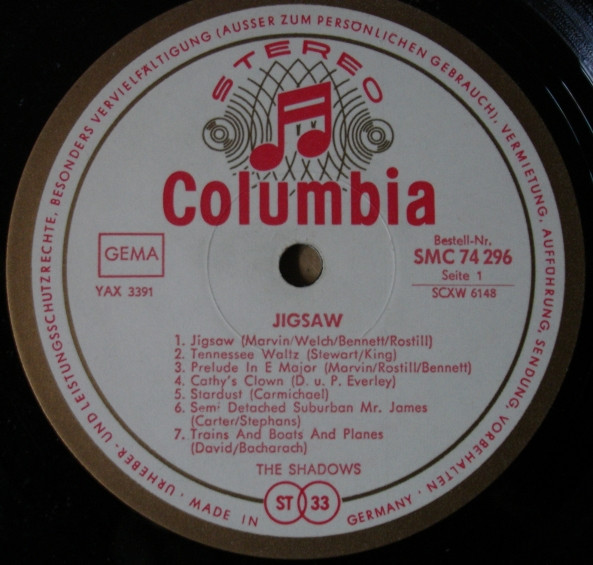 URHEBER- UND LEISTUNGSSCHUTZRECHTE, BESONDERS VERVIELFÄLTIGUNG (AUSSER ZUM PERSÖNLICHEN GEBRAUCH), VERMIETUNG, AUFFÜHRUNG, SENDUNG, VORBEHALTEN
STEREO
Columbia
GEMA
YAX 3391
Bestell-Nr.
SMC 74 296
Seite 1
SCXW 6148
JIGSAW
1. Jigsaw (Marvin/Welch/Bennett/Rostill)
2. Tennessee Waltz (Stewart/King)
3. Prelude In E Major (Marvin/Rostill/Bennett)
4. Cathy's Clown (D. u. P. Everley)
5. Stardust (Carmichael)
6. Semi Detached Suburban Mr. James
(Carter/Stephans)
7. Trains And Boats And Planes
(David/Bacharach)
THE SHADOWS
ST 33
MADE IN GERMANY